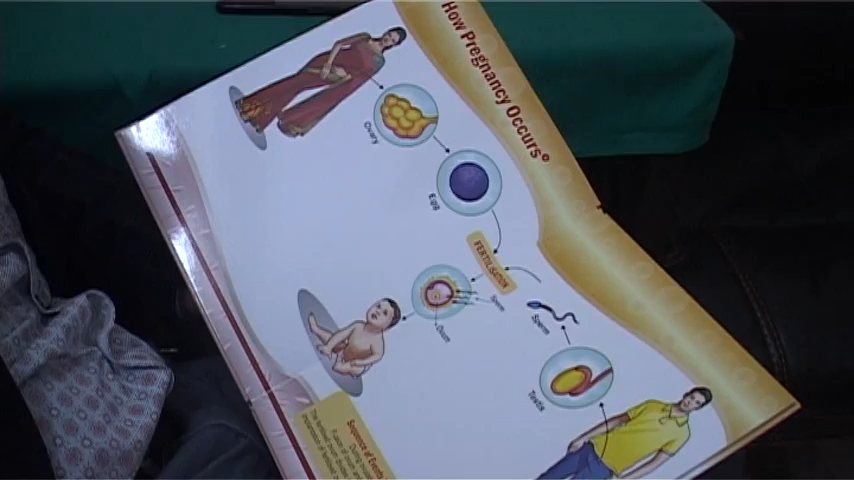 How Pregnancy Occurs
Ovary
Egg
FERTILISATION
Sperm
Ovum
Sperm
Testis
Sequence of Events